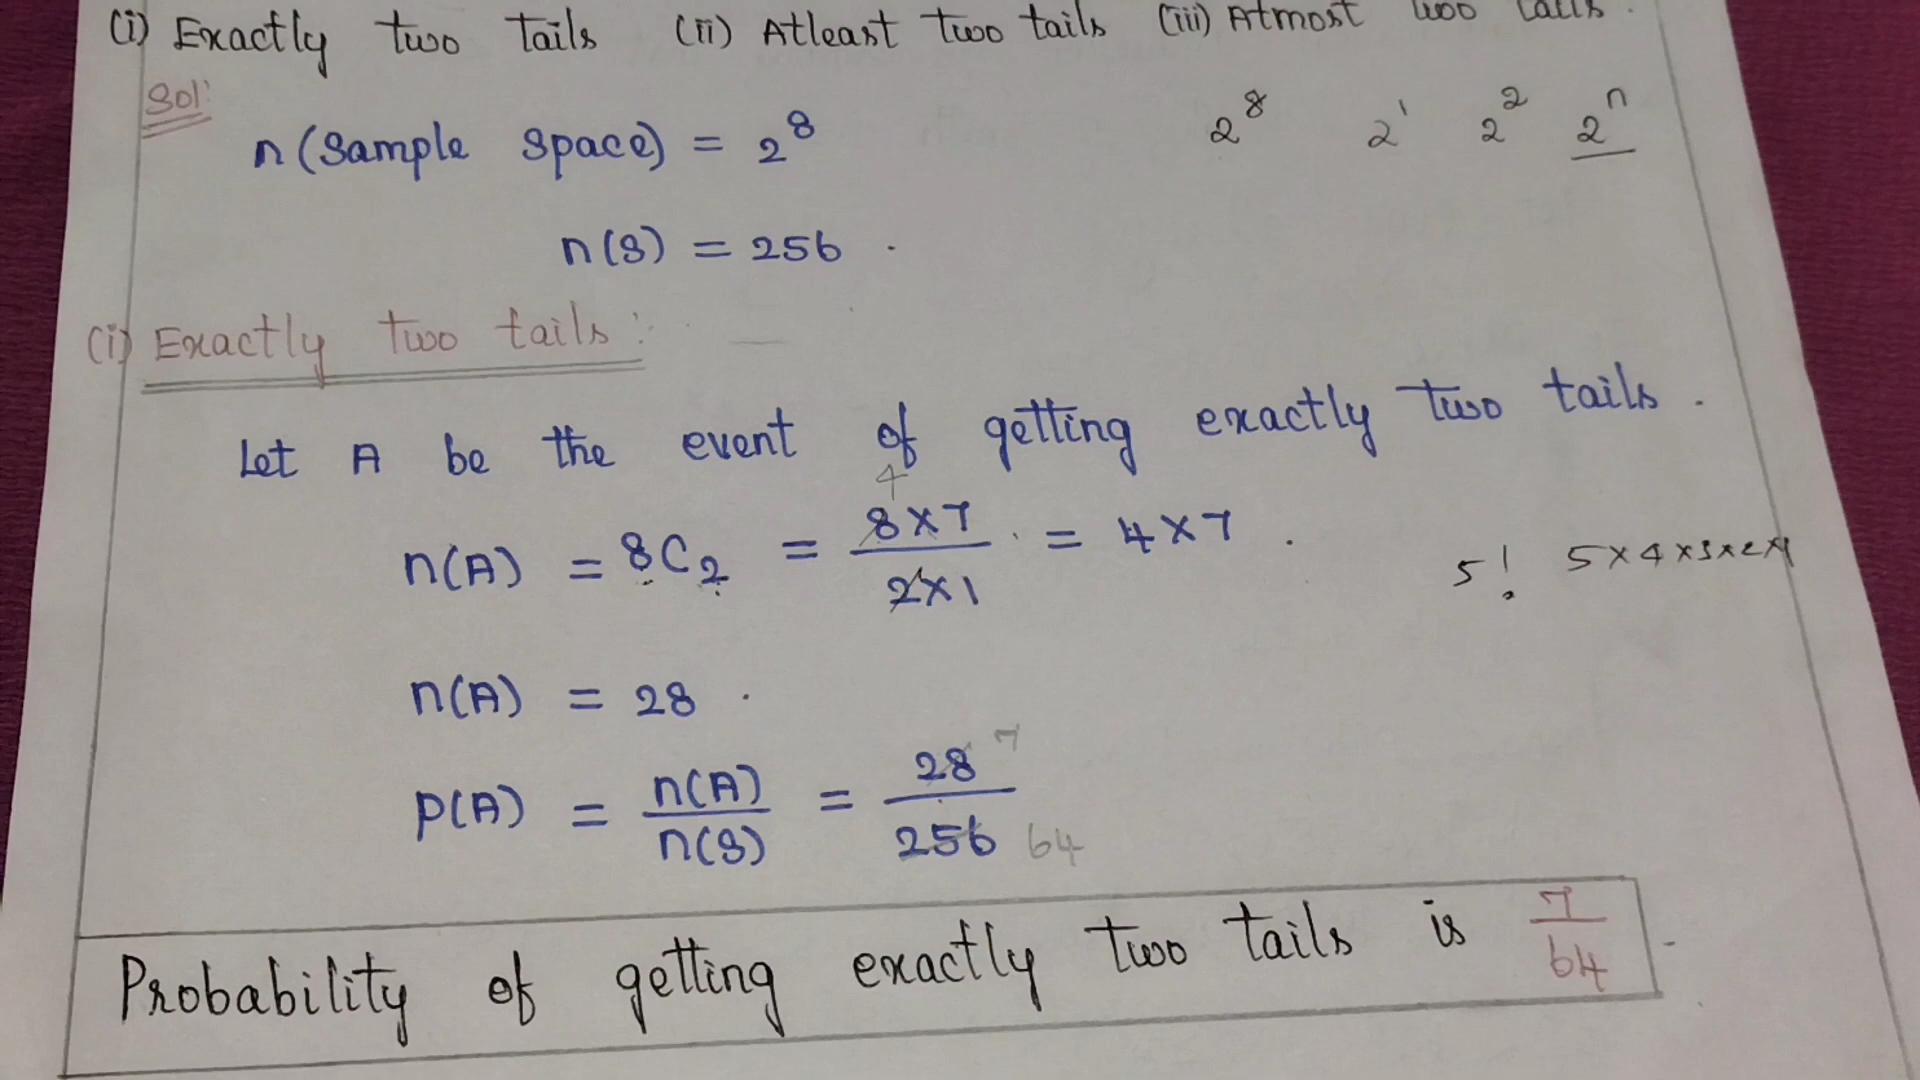 (i) Exactly two tails (ii) Atleast two tails (iii) Atmost two tails.
Sol:
n(Sample Space) = 2^8
2^8 2^1 2^2 2^n
n(S) = 256.
(i) Exactly two tails:
Let A be the event of getting exactly two tails.
n(A) = 8C₂ = (8×7)/(2×1) = 4×7.
4
5! 5×4×3×2×1
n(A) = 28.
P(A) = n(A)/n(S) = 28/256
7
64
Probability of getting exactly two tails is 7/64